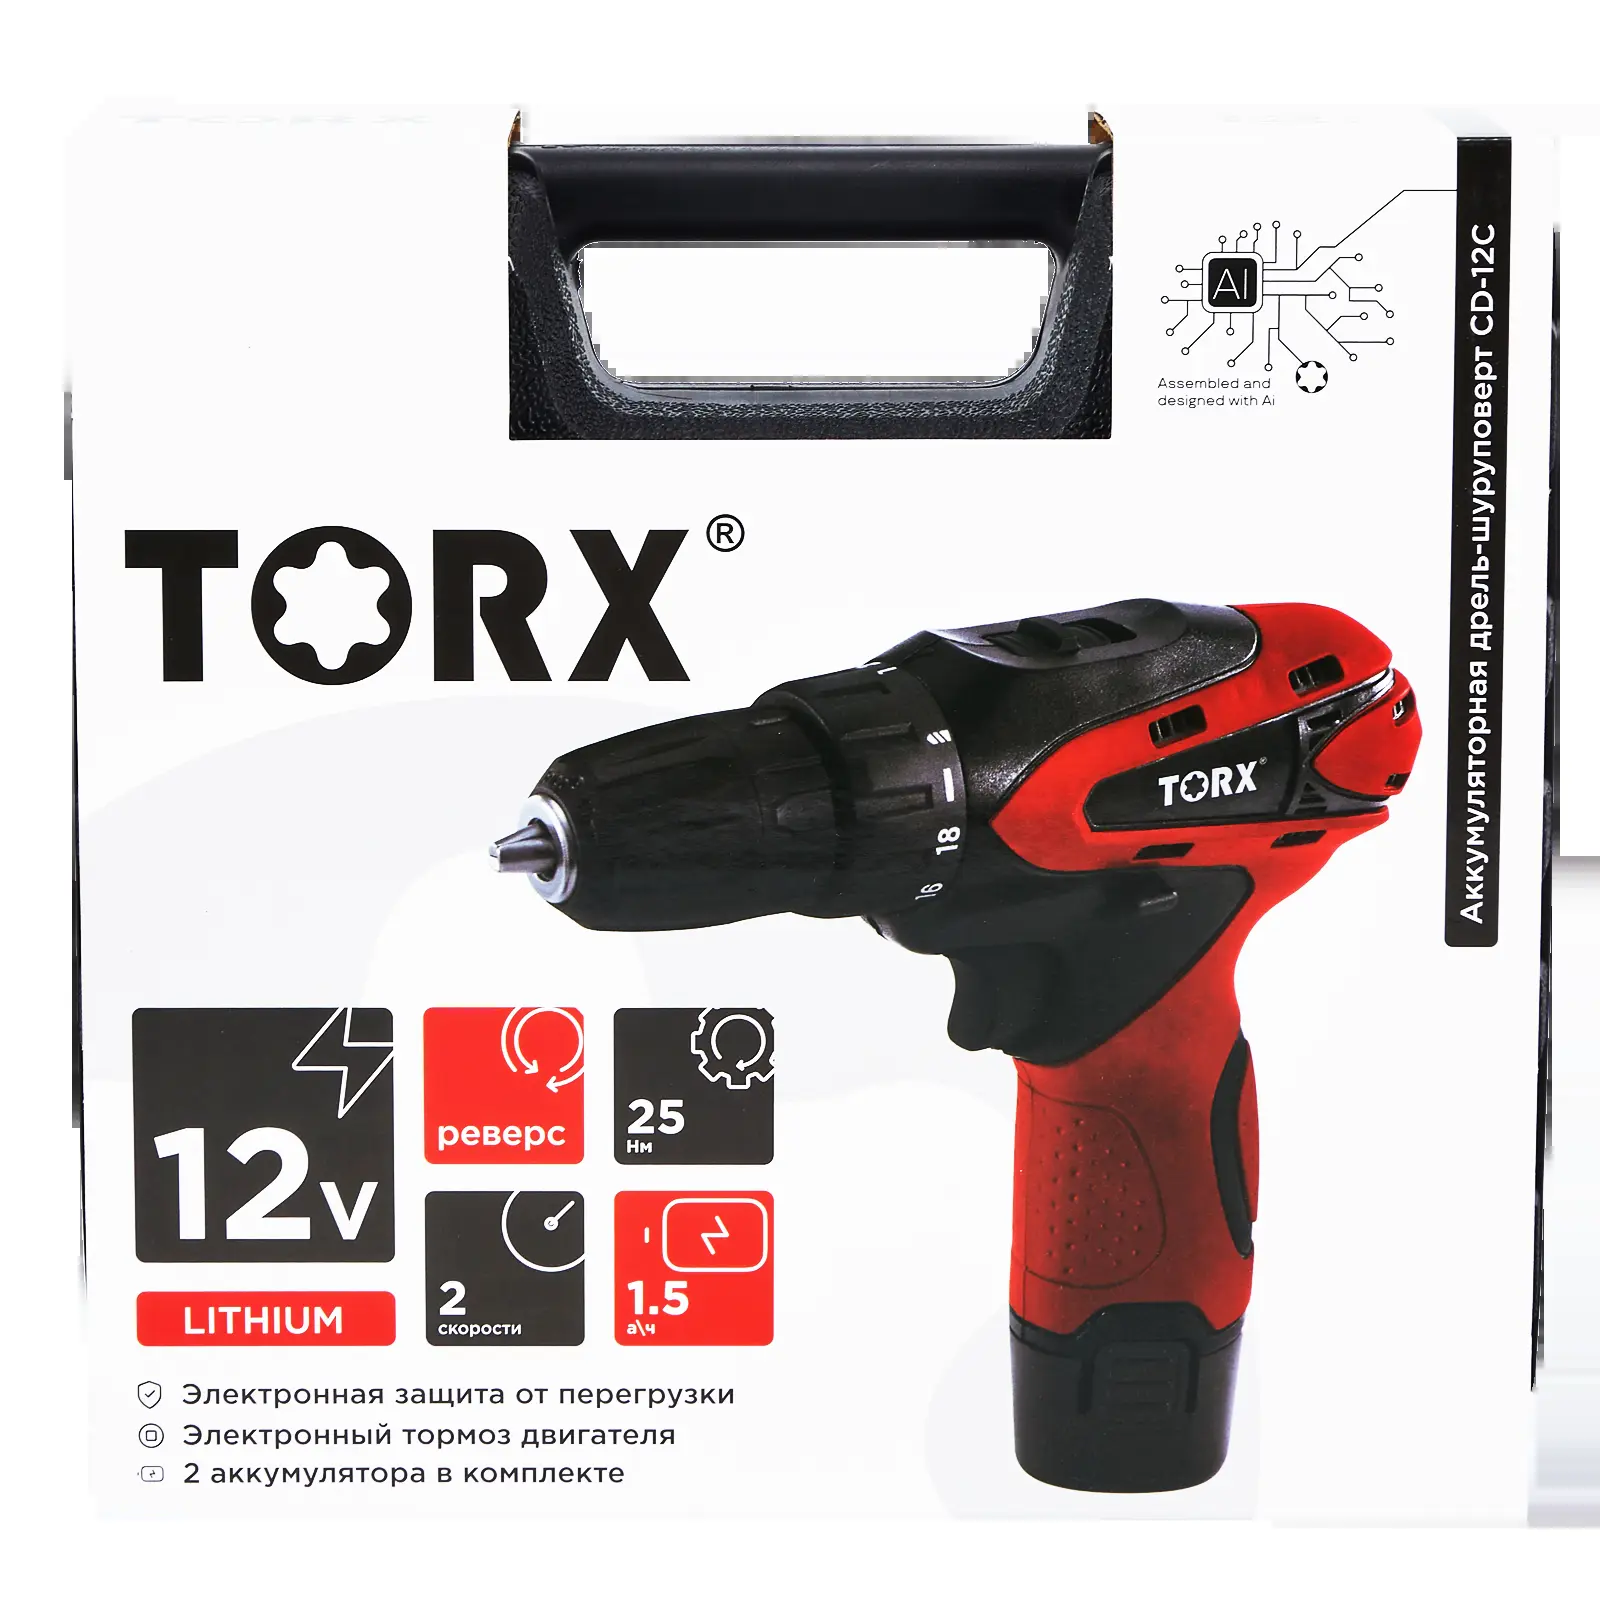 AI
Assembled and
designed with Ai
Аккумуляторная дрель-шуруповерт CD-12C
TORX®
1
18
16
TORX®
12v
LITHIUM
реверс
25
Нм
2
скорости
1.5
а\ч
Электронная защита от перегрузки
Электронный тормоз двигателя
2 аккумулятора в комплекте